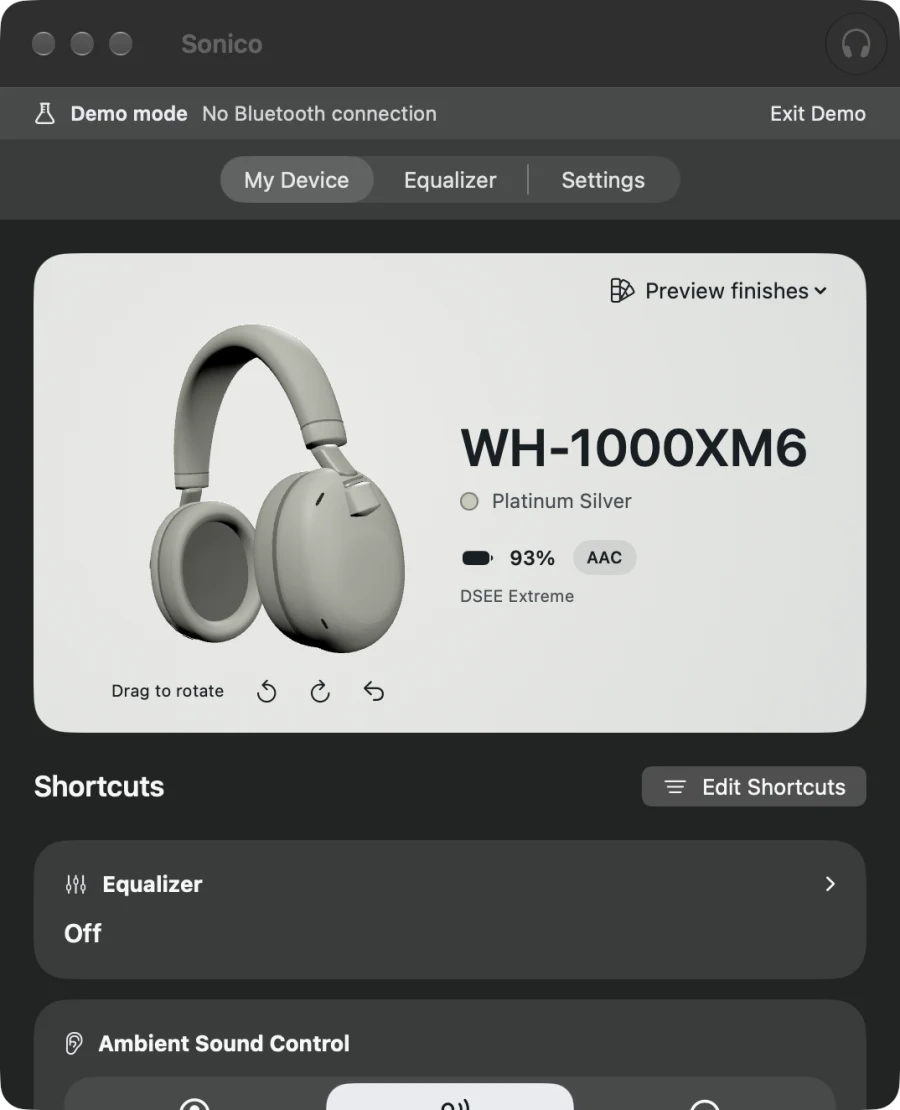 Sonico
Demo mode No Bluetooth connection Exit Demo
My Device Equalizer Settings
Preview finishes
WH-1000XM6
Platinum Silver
93% AAC
DSEE Extreme
Drag to rotate
Shortcuts Edit Shortcuts
Equalizer
Off
Ambient Sound Control